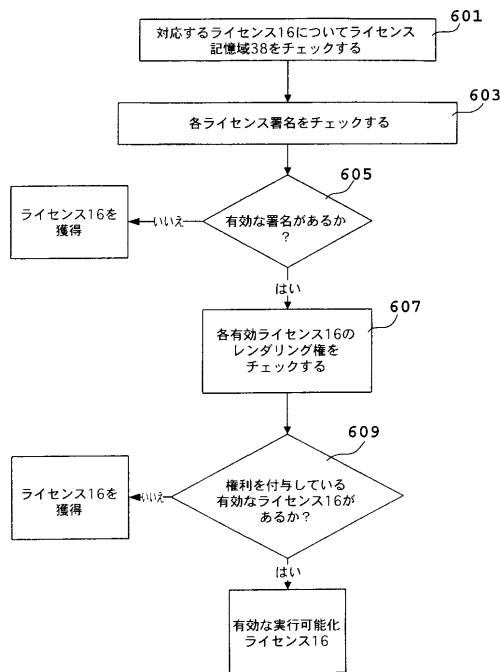 601
対応するライセンス16についてライセンス
記憶域38をチェックする
603
各ライセンス署名をチェックする
605
有効な署名があるか
?
いいえ
ライセンス16を
獲得
はい
607
各有効ライセンス16の
レンダリング権を
チェックする
609
権利を付与している
有効なライセンス16が
あるか?
いいえ
ライセンス16を
獲得
はい
有効な実行可能化
ライセンス16